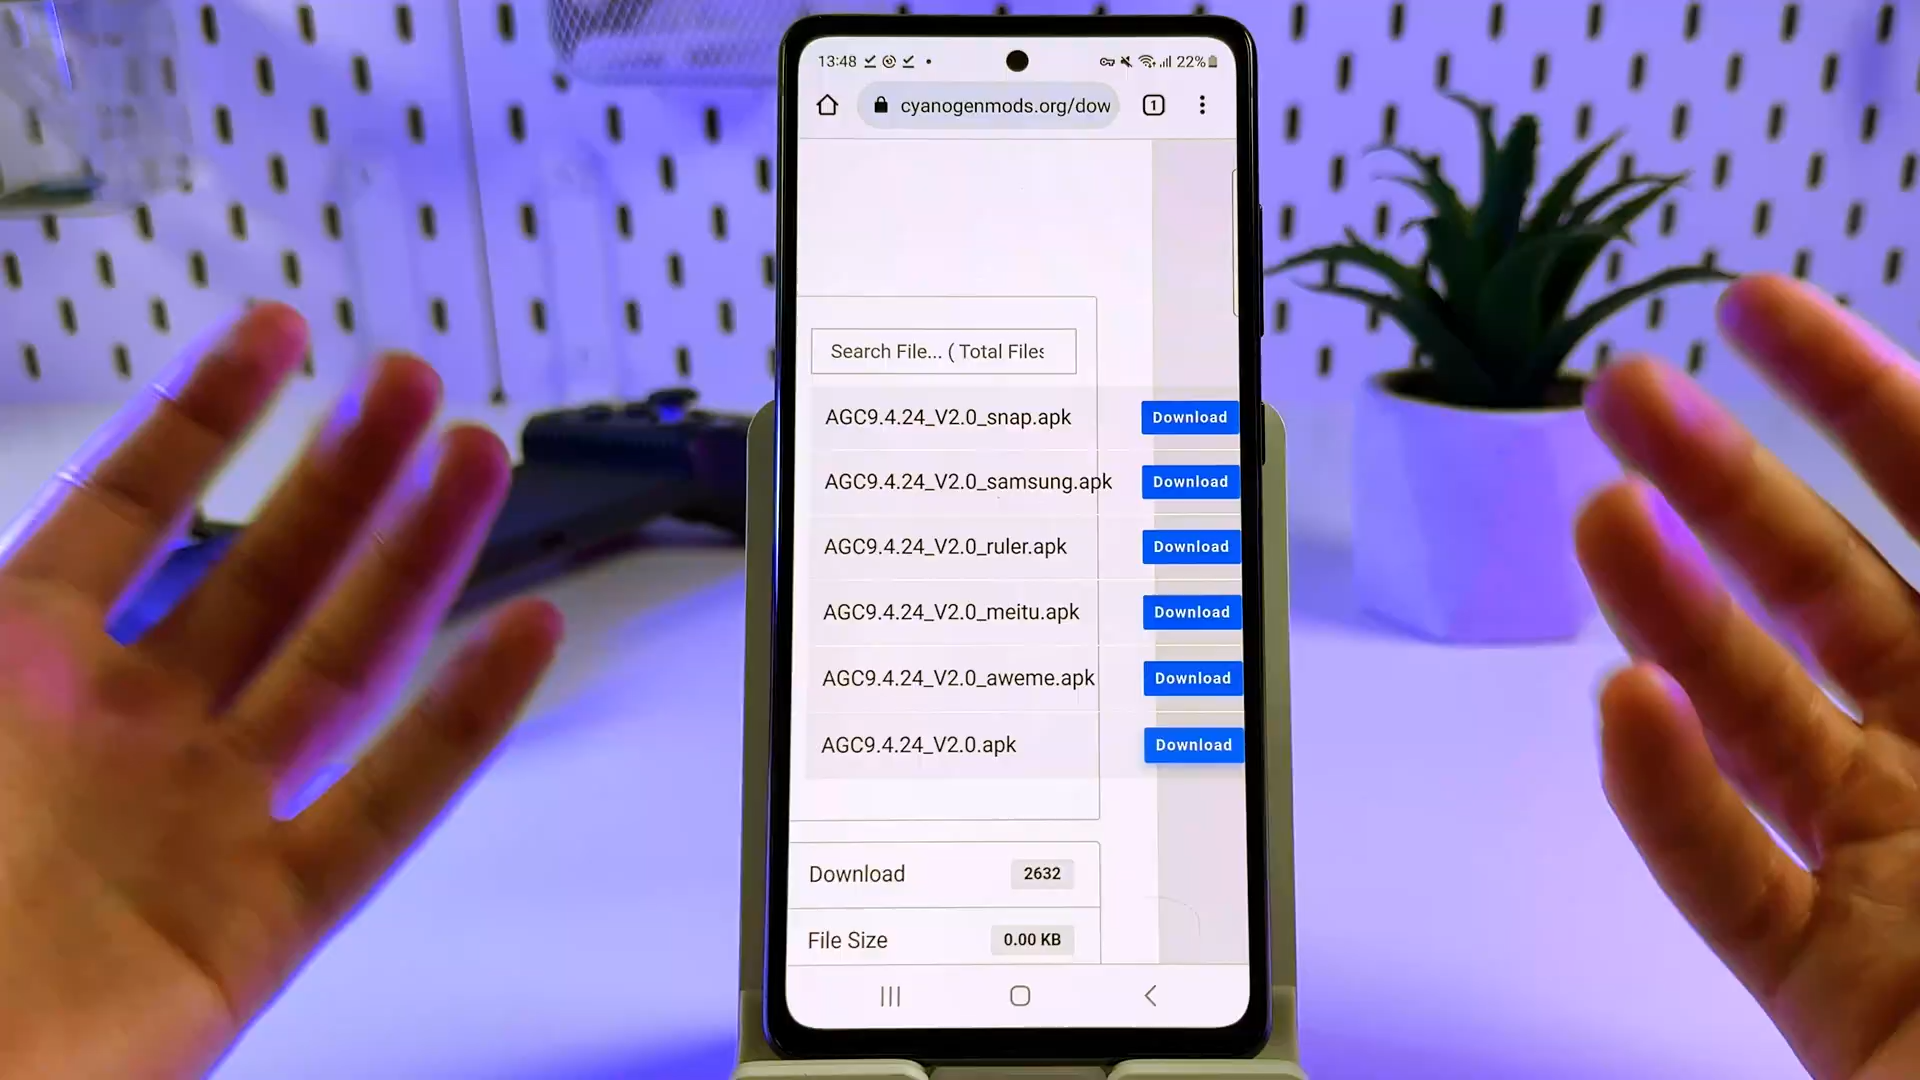 13:48
22%
cyanogenmods.org/dow
1
Search File... ( Total Files
AGC9.4.24_V2.0_snap.apk Download
AGC9.4.24_V2.0_samsung.apk Download
AGC9.4.24_V2.0_ruler.apk Download
AGC9.4.24_V2.0_meitu.apk Download
AGC9.4.24_V2.0_aweme.apk Download
AGC9.4.24_V2.0.apk Download
Download 2632
File Size 0.00 KB